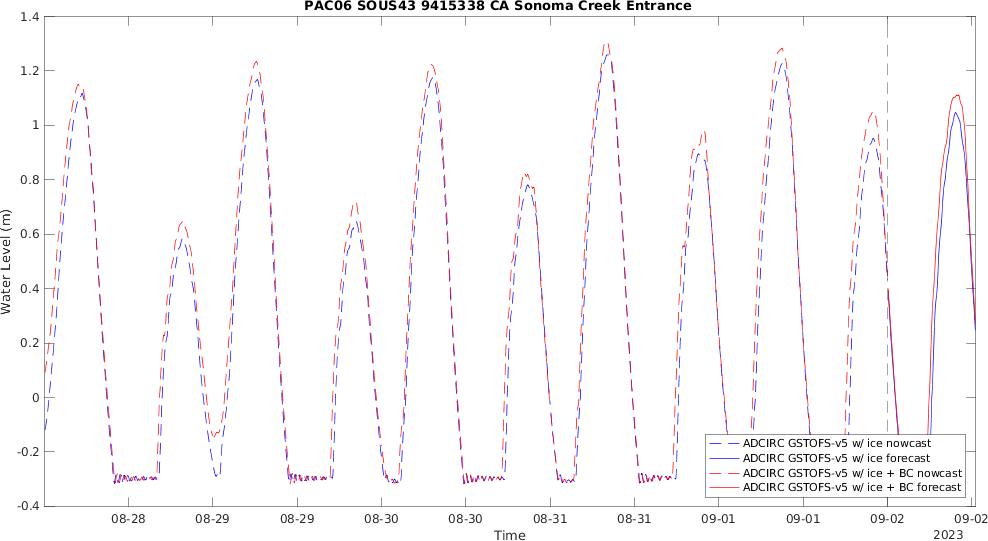 PAC06 SOUS43 9415338 CA Sonoma Creek Entrance
1.4
1.2
1
0.8
0.6
0.4
0.2
0
-0.2
-0.4
Water Level (m)
ADCIRC GSTOFS-v5 w/ ice nowcast
ADCIRC GSTOFS-v5 w/ ice forecast
ADCIRC GSTOFS-v5 w/ ice + BC nowcast
ADCIRC GSTOFS-v5 w/ ice + BC forecast
08-28 08-29 08-29 08-30 08-30 08-31 08-31 09-01 09-01 09-02 09-02
Time
2023